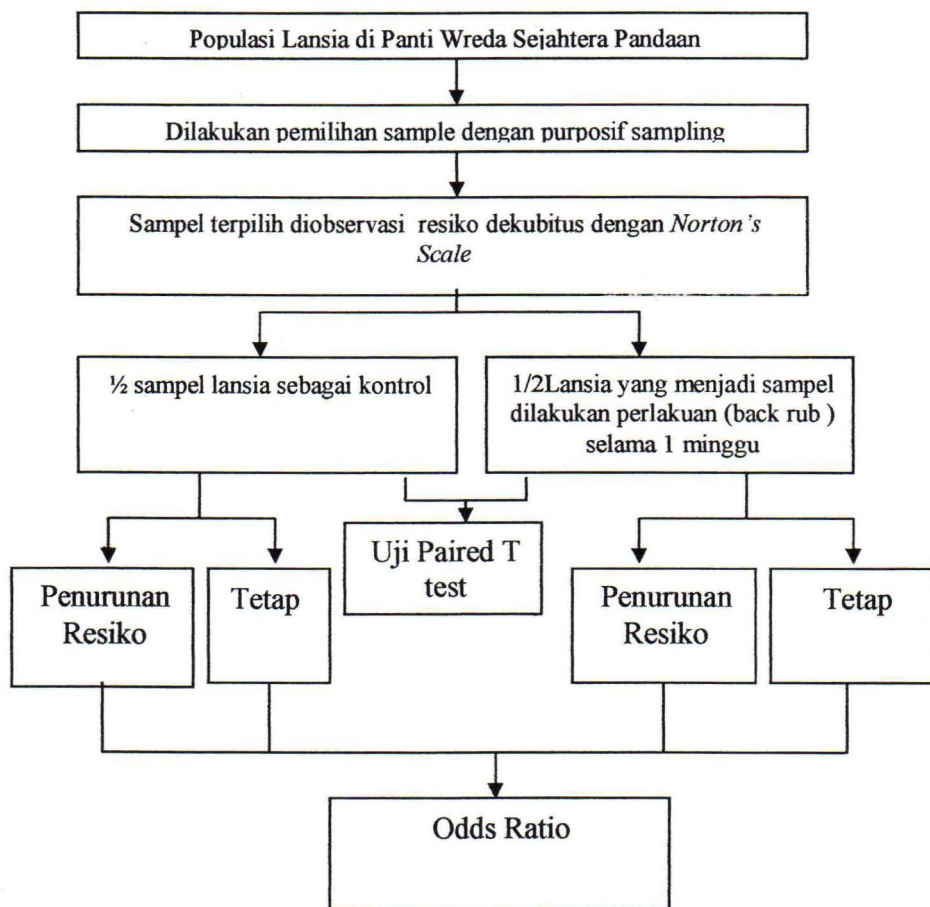 Populasi Lansia di Panti Wreda Sejahtera Pandaan
Dilakukan pemilihan sample dengan purposif sampling
Sampel terpilih diobservasi resiko dekubitus dengan Norton's
Scale
½ sampel lansia sebagai kontrol
1/2Lansia yang menjadi sampel
dilakukan perlakuan (back rub )
selama 1 minggu
Uji Paired T
test
Penurunan
Resiko
Tetap
Penurunan
Resiko
Tetap
Odds Ratio